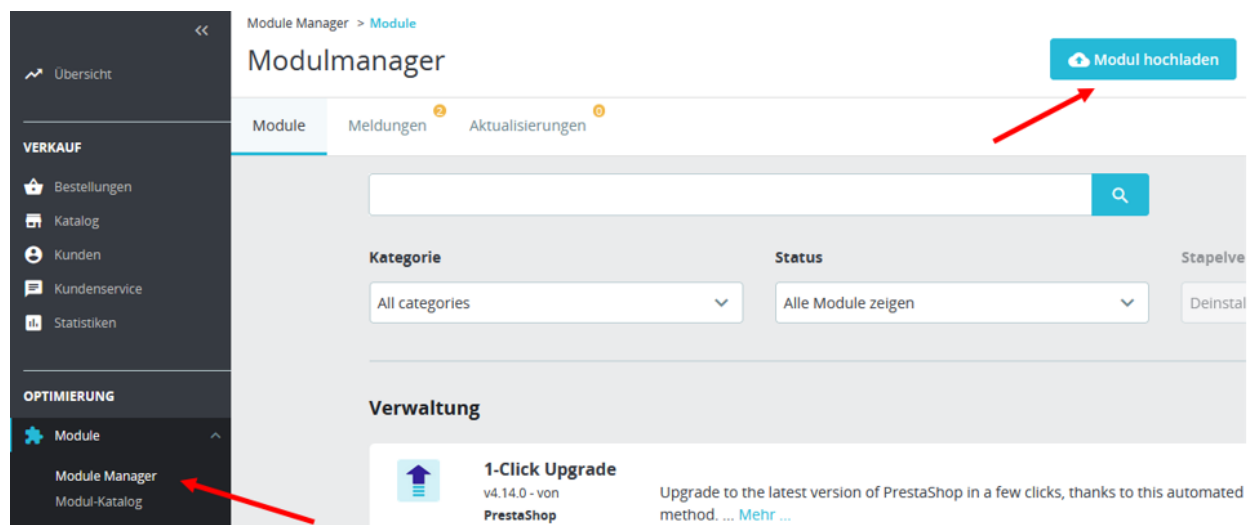 Übersicht
VERKAUF
Bestellungen
Katalog
Kunden
Kundenservice
Statistiken
OPTIMIERUNG
Module
Module Manager
Modul-Katalog
Module Manager > Module
Modulmanager
Modul hochladen
Module
Meldungen 2
Aktualisierungen 0
Kategorie
Status
All categories
Alle Module zeigen
Verwaltung
1-Click Upgrade
v4.14.0 - von
PrestaShop
Upgrade to the latest version of PrestaShop in a few clicks, thanks to this automated
method. ... Mehr ...